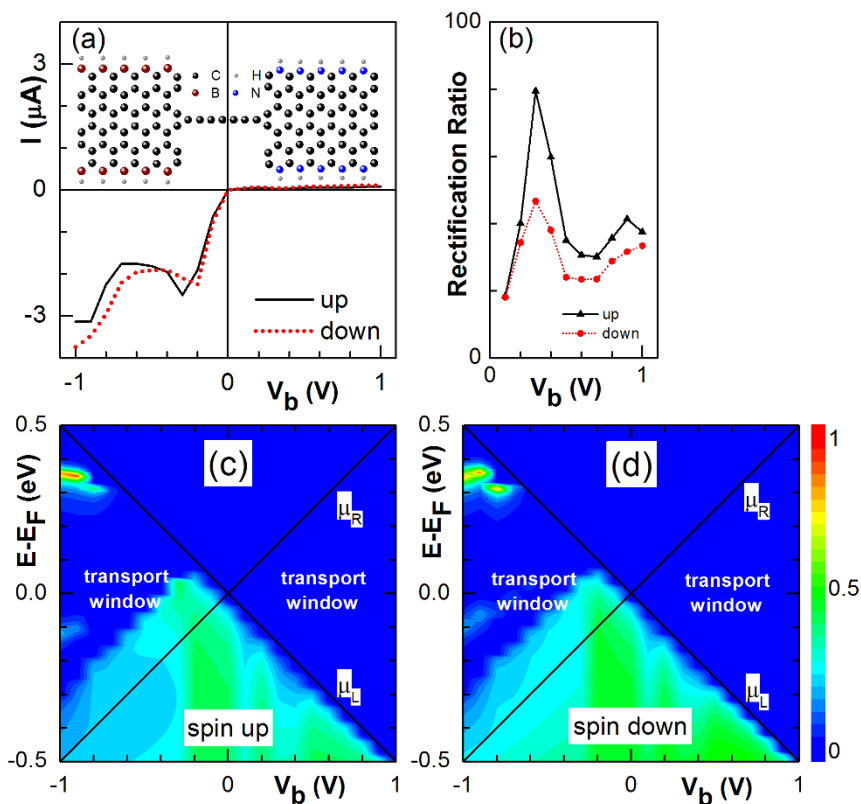 (a)
3
I (μA)
0
-3
C H
B N
up
down
-1 0 1
V_b (V)
(b)
100
Rectification Ratio
0
up
down
0 1
V_b (V)
(c)
0.5
E-E_F (eV)
0.0
-0.5
μ_R
transport
window
transport
window
μ_L
spin up
-1 0 1
V_b (V)
(d)
0.5
E-E_F (eV)
0.0
-0.5
μ_R
transport
window
transport
window
μ_L
spin down
-1 0 1
V_b (V)
1
0.5
0